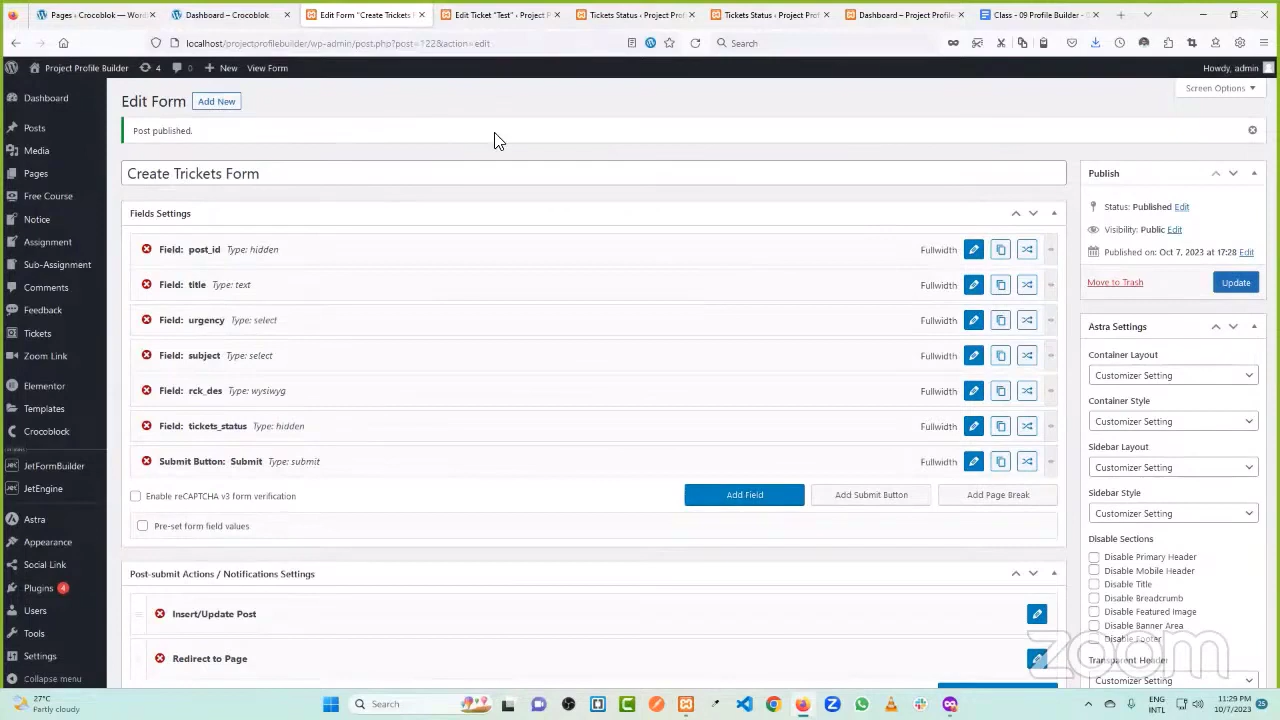 Pages ‹ Crocoblok — Word
Dashboard – Crocoblok
Edit Form "Create Trickets F
Edit Ticket "Test" ‹ Project P
Tickets Status ‹ Project Prof
Tickets Status ‹ Project Prof
Dashboard – Project Profile
Class - 09 Profile Builder - G
localhost/projectprofilebuilder/wp-admin/post.php?post=122&action=edit
Search
Project Profile Builder
4
0
New
View Form
Howdy, admin
Screen Options
Dashboard
Posts
Media
Pages
Free Course
Notice
Assignment
Sub-Assignment
Comments
Feedback
Tickets
Zoom Link
Elementor
Templates
Crocoblock
JetFormBuilder
JetEngine
Astra
Appearance
Social Link
Plugins 4
Users
Tools
Settings
Collapse menu
Edit Form
Add New
Post published.
Create Trickets Form
Fields Settings
Field: post_id Type: hidden Fullwidth
Field: title Type: text Fullwidth
Field: urgency Type: select Fullwidth
Field: subject Type: select Fullwidth
Field: rck_des Type: wysiwyg Fullwidth
Field: tickets_status Type: hidden Fullwidth
Submit Button: Submit Type: submit Fullwidth
Enable reCAPTCHA v3 form verification
Add Field
Add Submit Button
Add Page Break
Pre-set form field values
Post-submit Actions / Notifications Settings
Insert/Update Post
Redirect to Page
Publish
Status: Published Edit
Visibility: Public Edit
Published on: Oct 7, 2023 at 17:28 Edit
Move to Trash
Update
Astra Settings
Container Layout
Customizer Setting
Container Style
Customizer Setting
Sidebar Layout
Customizer Setting
Sidebar Style
Customizer Setting
Disable Sections
Disable Primary Header
Disable Mobile Header
Disable Title
Disable Breadcrumb
Disable Featured Image
Disable Banner Area
Disable Footer
Transparent Header
Customizer Setting
zoom
27°C
Partly cloudy
Search
ENG
INTL
11:29 PM
10/7/2023
25